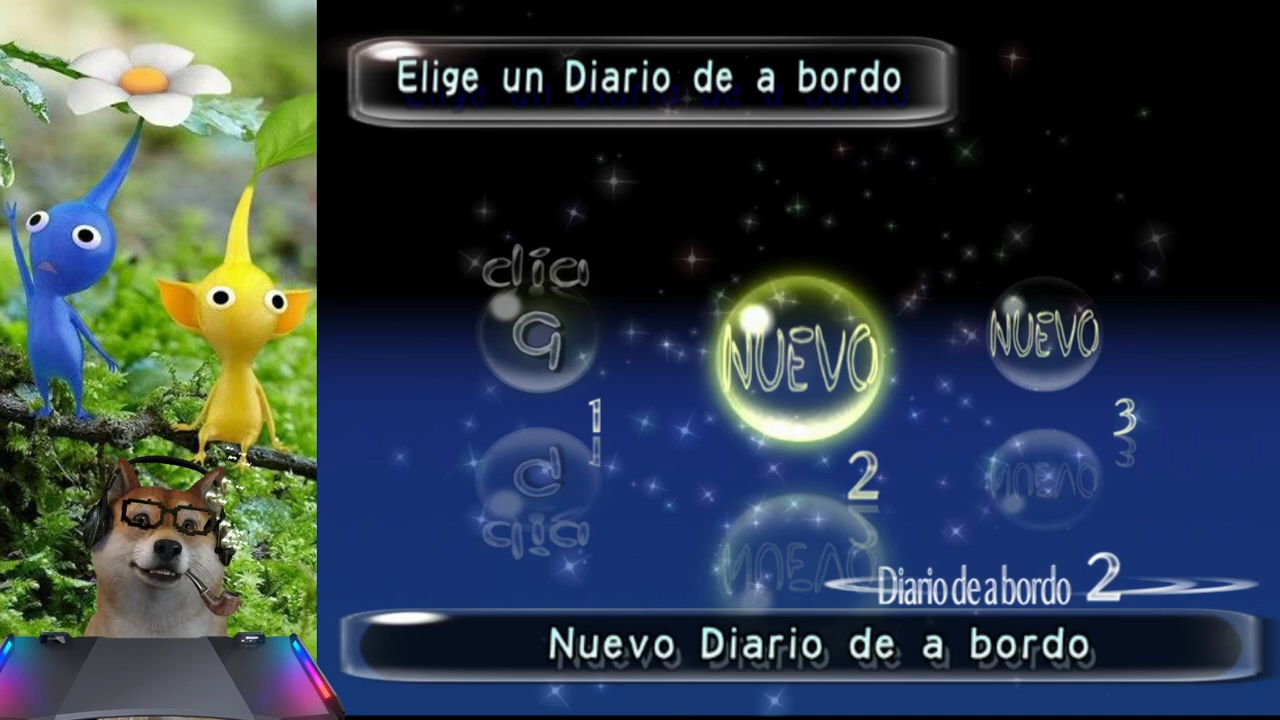 Elige un Diario de a bordo
día
9
NUEVO
NUEVO
1
2
3
Diario de a bordo 2
Nuevo Diario de a bordo